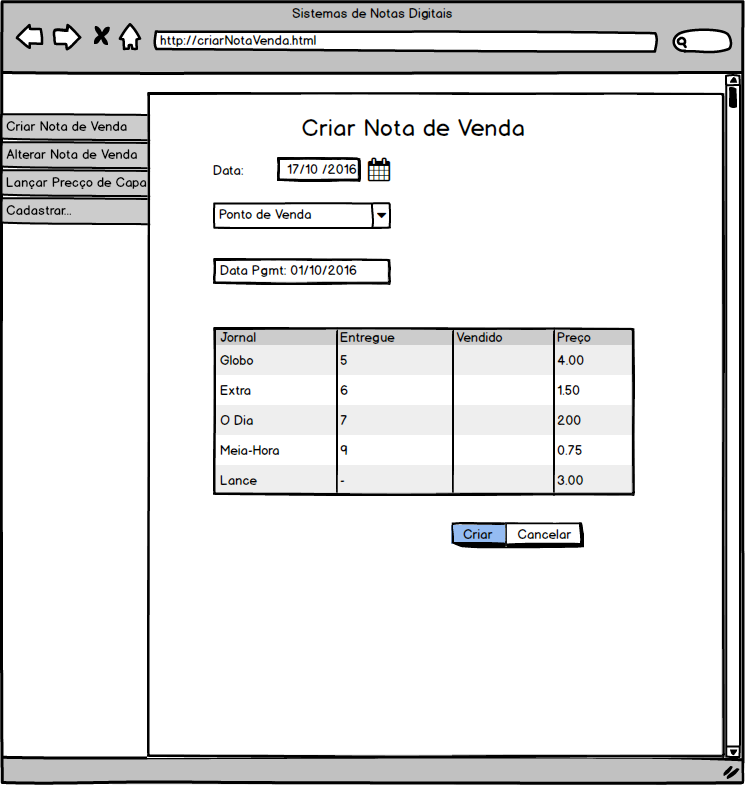 Sistemas de Notas Digitais
http://criarNotaVenda.html
Criar Nota de Venda
Alterar Nota de Venda
Lançar Precço de Capa
Cadastrar...
Criar Nota de Venda
Data: 17/10 /2016
Ponto de Venda
Data Pgmt: 01/10/2016
Jornal Entregue Vendido Preço
Globo 5 4.00
Extra 6 1.50
O Dia 7 2.00
Meia-Hora 9 0.75
Lance - 3.00
Criar Cancelar